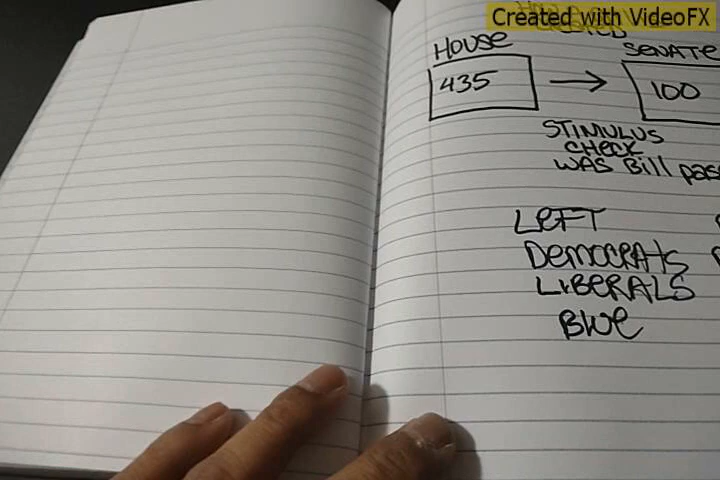 Created with VideoFX
HOUSE
SENATE
435
100
STIMULUS
CHECK
WAS Bill
LEFT
DEMOCRAtS
LIBERALS
BlUe